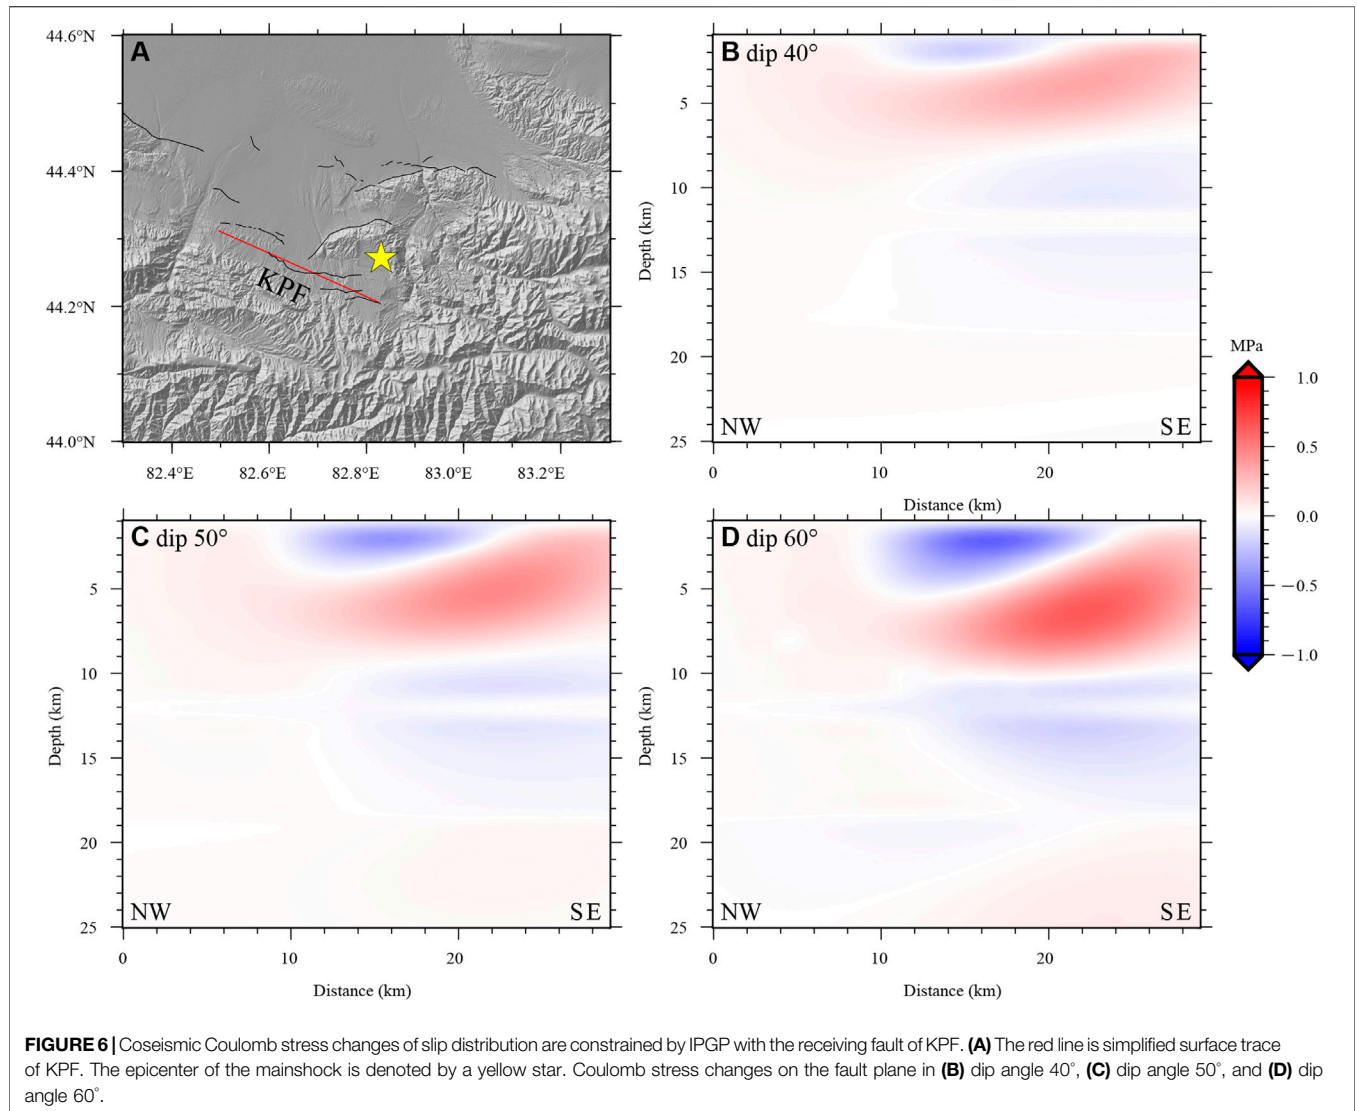 A
44.6°N
44.4°N
44.2°N
44.0°N
82.4°E 82.6°E 82.8°E 83.0°E 83.2°E
KPF
B dip 40°
5
10
15
20
25
Depth (km)
NW SE
0 10 20
Distance (km)
MPa
1.0
0.5
0.0
−0.5
−1.0
C dip 50°
5
10
15
20
25
Depth (km)
NW SE
0 10 20
Distance (km)
D dip 60°
5
10
15
20
25
Depth (km)
NW SE
0 10 20
Distance (km)
FIGURE 6 | Coseismic Coulomb stress changes of slip distribution are constrained by IPGP with the receiving fault of KPF. (A) The red line is simplified surface trace
of KPF. The epicenter of the mainshock is denoted by a yellow star. Coulomb stress changes on the fault plane in (B) dip angle 40°, (C) dip angle 50°, and (D) dip
angle 60°.